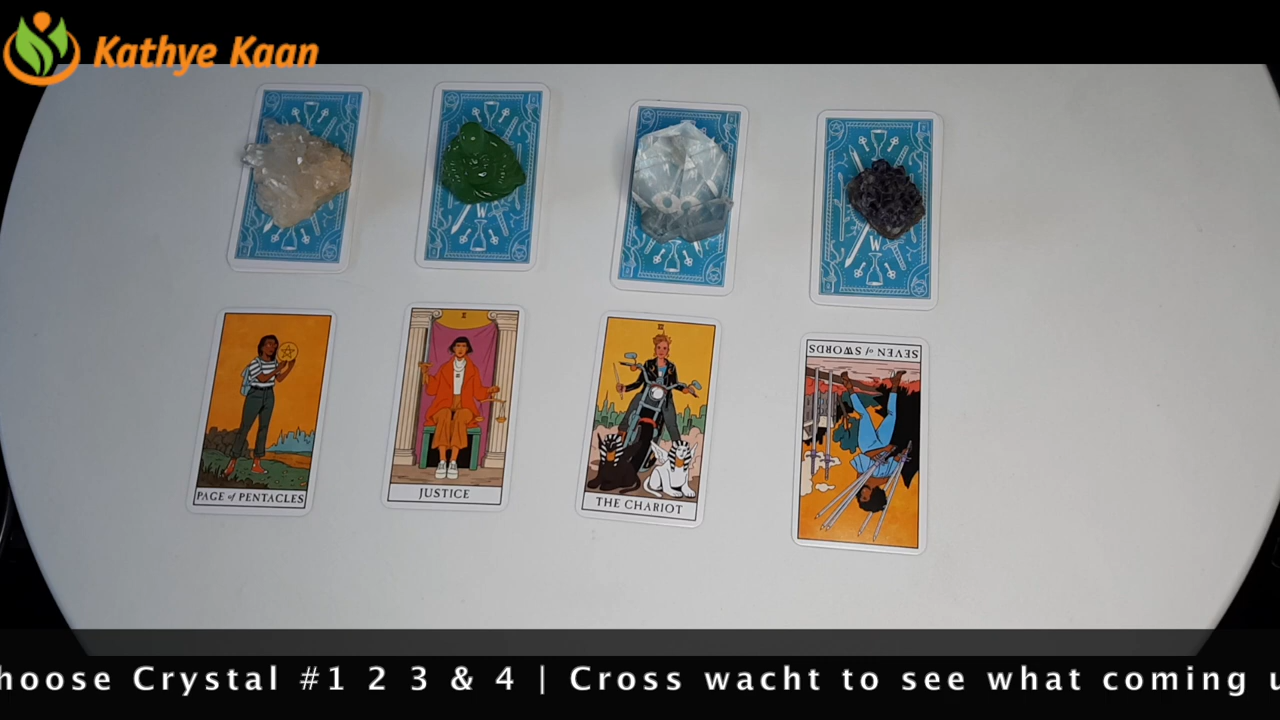 Kathye Kaan
W
W
PAGE of PENTACLES
JUSTICE
THE CHARIOT
SEVEN of SWORDS
hoose Crystal #1 2 3 & 4 | Cross wacht to see what coming u